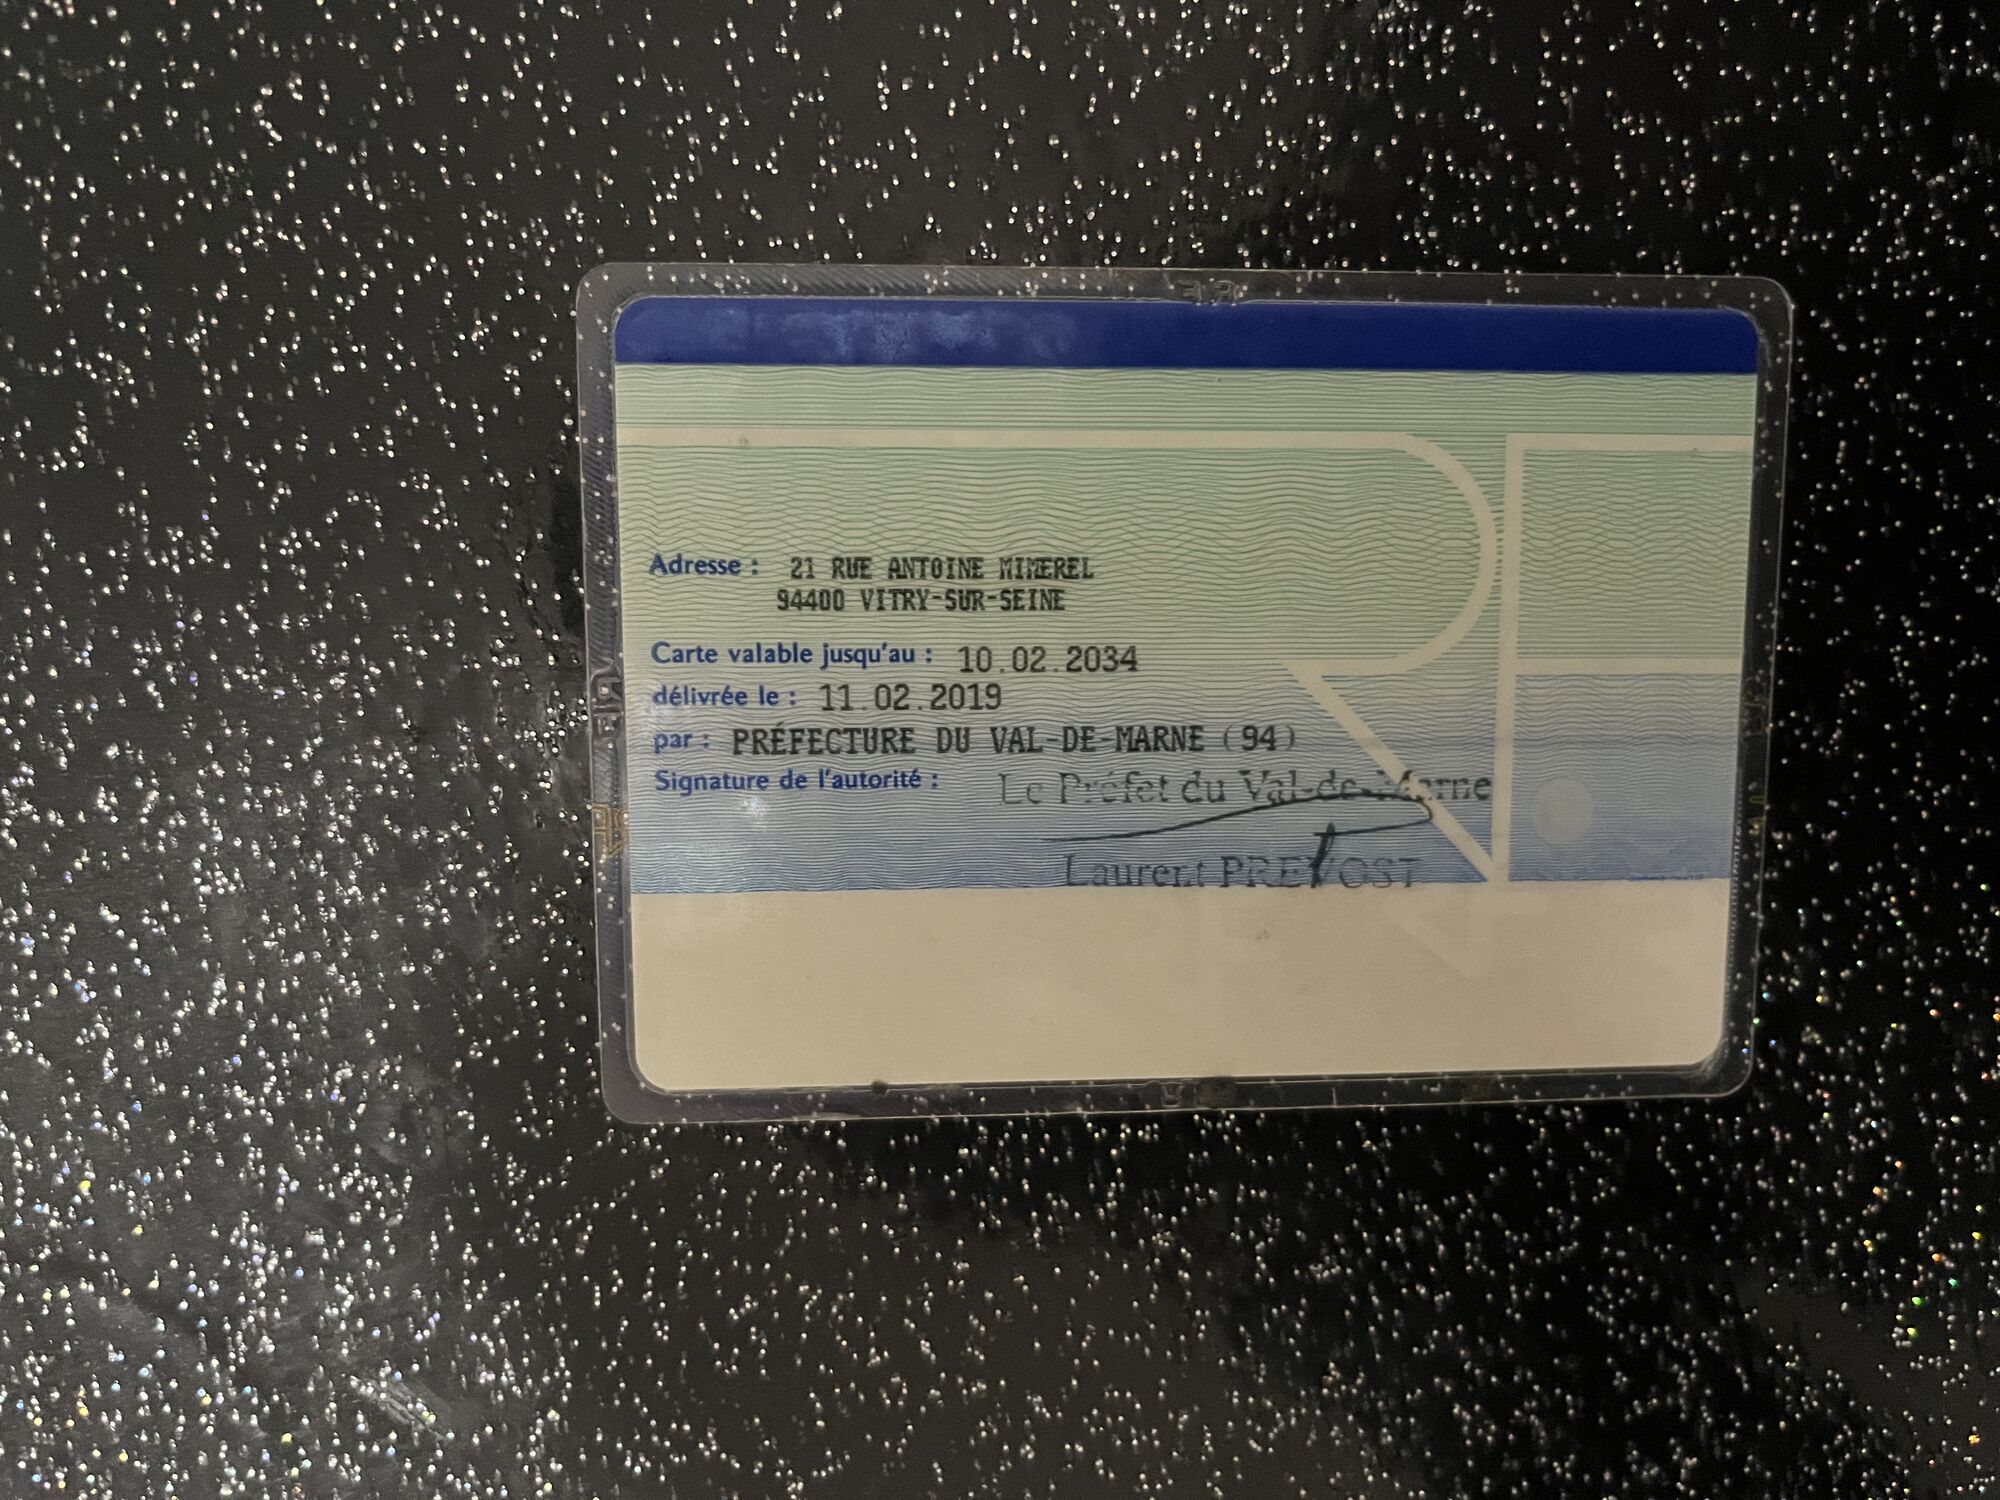 Adresse : 21 RUE ANTOINE MIMEREL
94400 VITRY-SUR-SEINE
Carte valable jusqu'au : 10.02.2034
délivrée le : 11.02.2019
par : PRÉFECTURE DU VAL-DE-MARNE (94)
Signature de l'autorité : Le Préfet du Val-de-Marne
Laurent PREVOST
RF